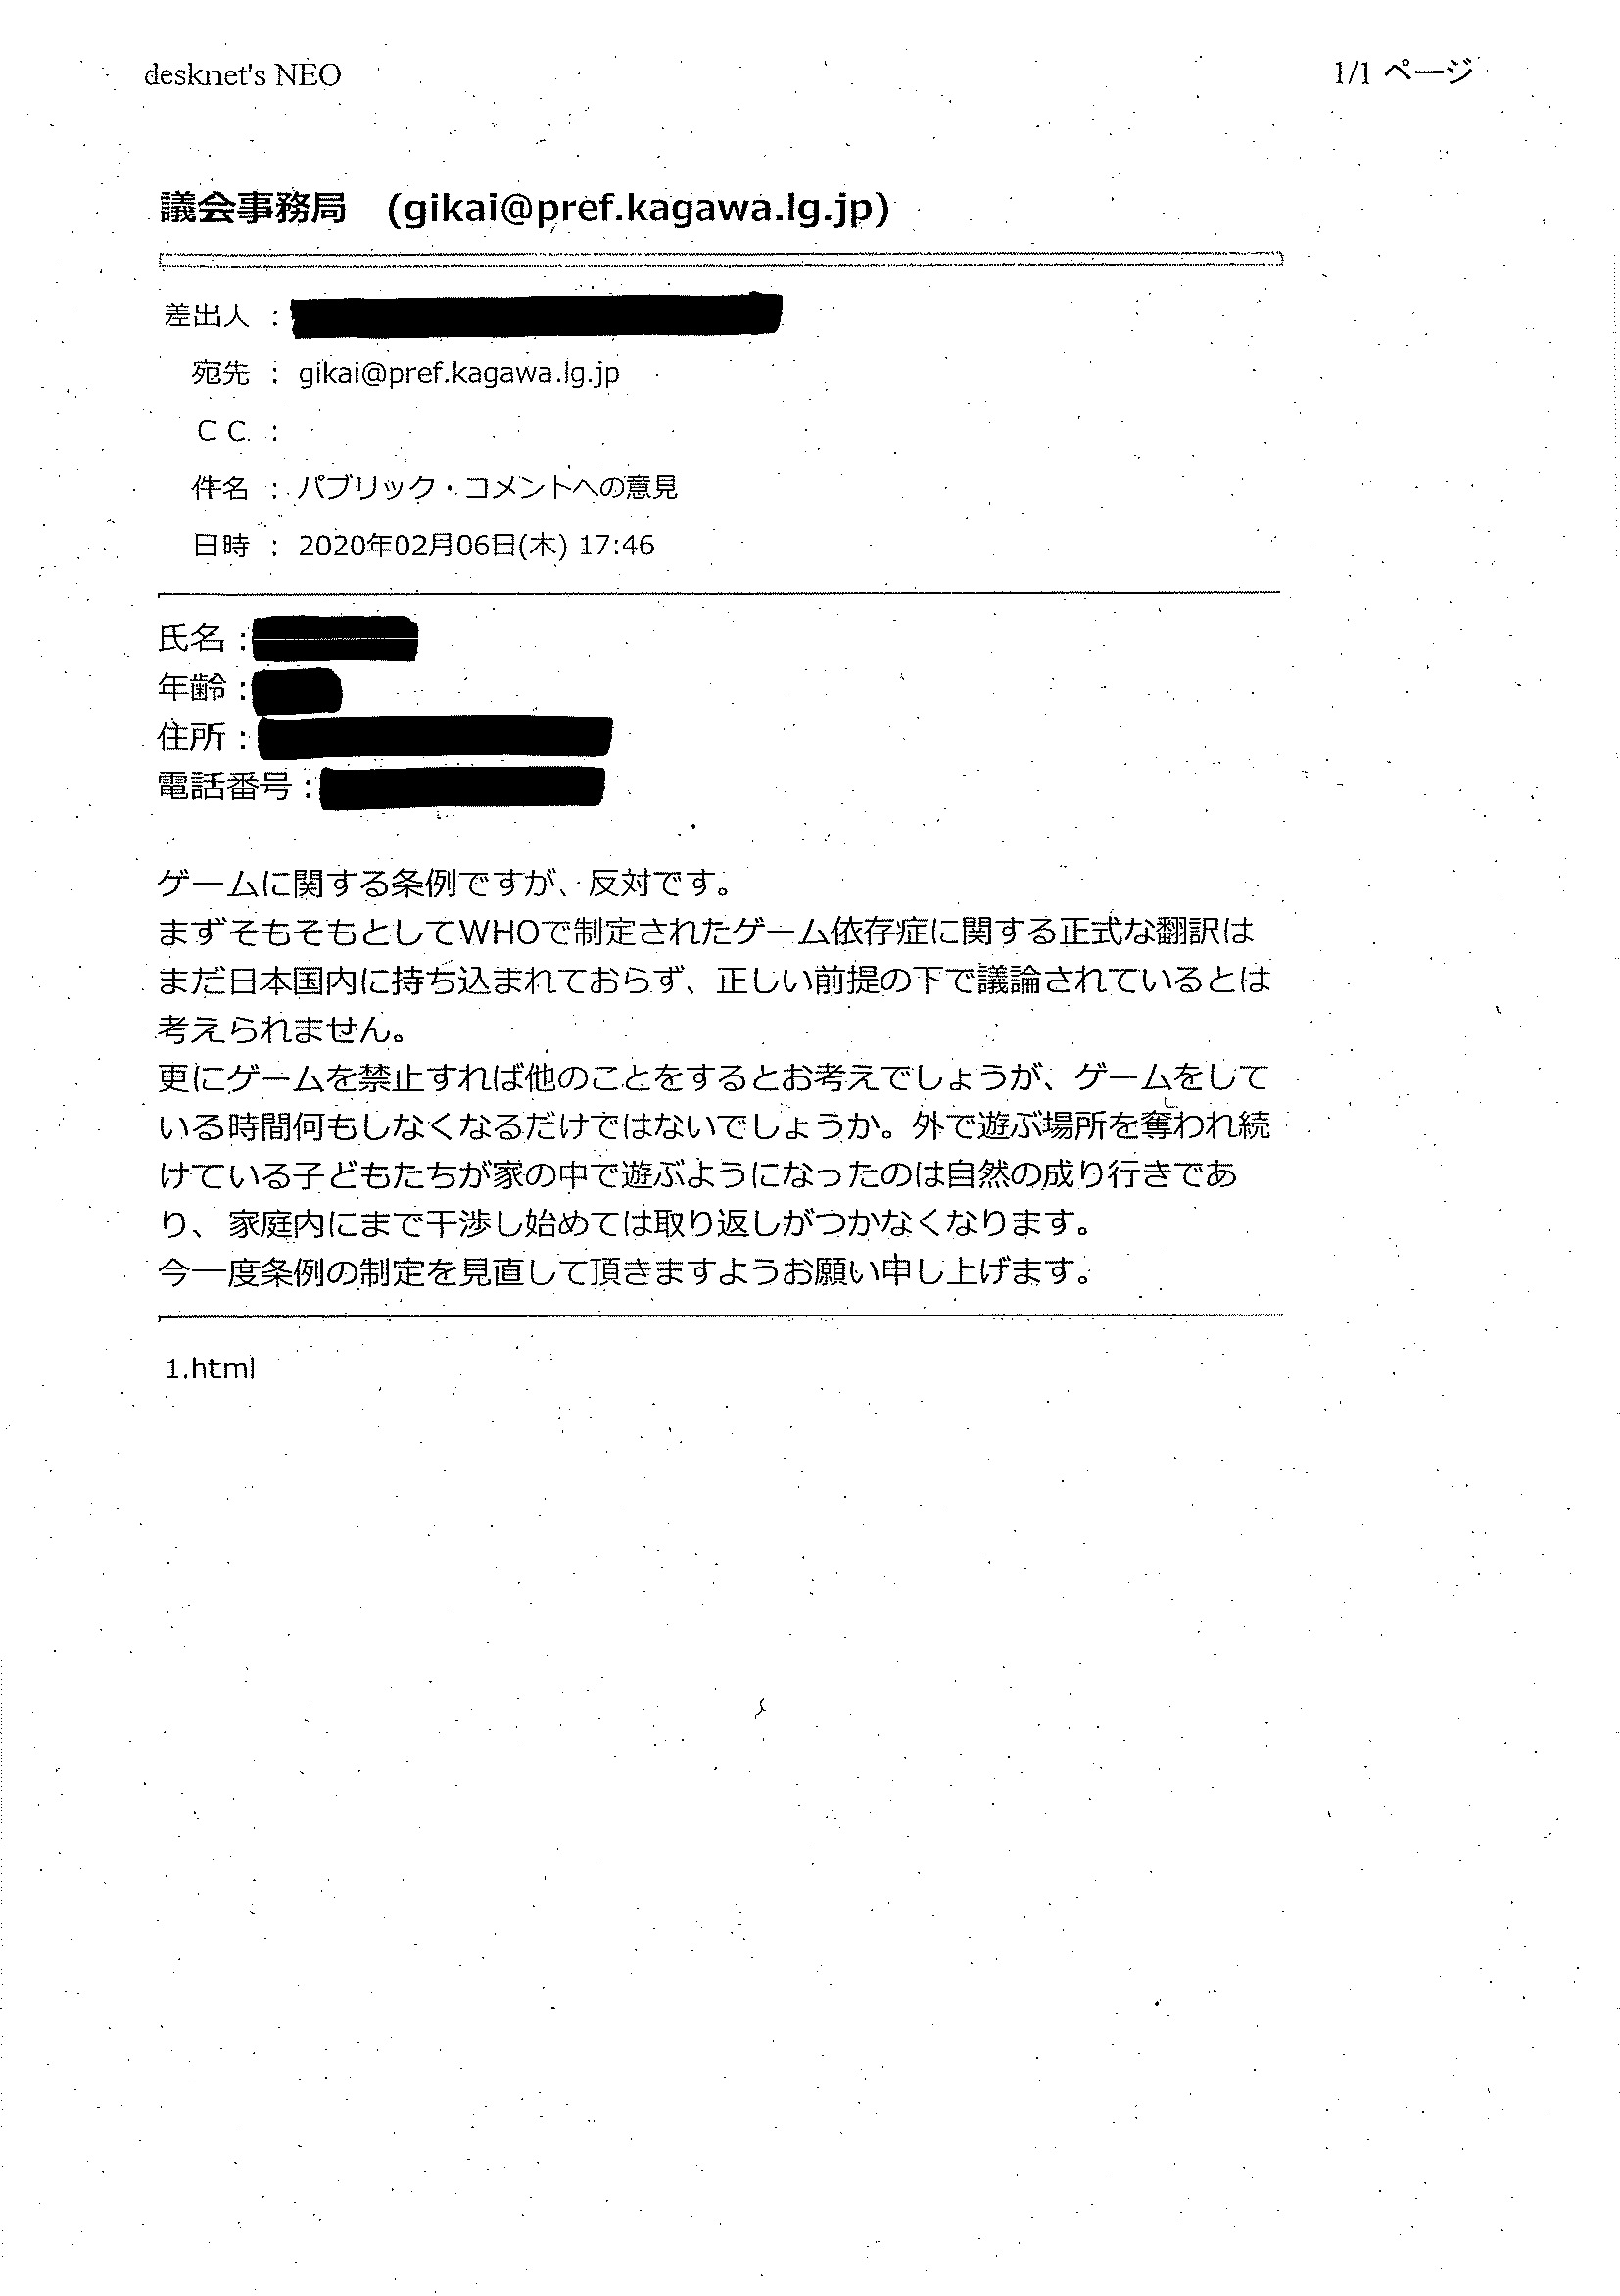 desknet's NEO
1/1 ページ
議会事務局 (gikai@pref.kagawa.lg.jp)
差出人 :
宛先 : gikai@pref.kagawa.lg.jp
CC :
件名 : パブリック・コメントへの意見
日時 : 2020年02月06日(木) 17:46
氏名 :
年齢 :
住所 :
電話番号 :
ゲームに関する条例ですが、反対です。
まずそもそもとしてWHOで制定されたゲーム依存症に関する正式な翻訳は
まだ日本国内に持ち込まれておらず、正しい前提の下で議論されているとは
考えられません。
更にゲームを禁止すれば他のことをするとお考えでしょうが、ゲームをして
いる時間何もしなくなるだけではないでしょうか。外で遊ぶ場所を奪われ続
けている子どもたちが家の中で遊ぶようになったのは自然の成り行きであ
り、家庭内にまで干渉し始めては取り返しがつかなくなります。
今一度条例の制定を見直して頂きますようお願い申し上げます。
1.html